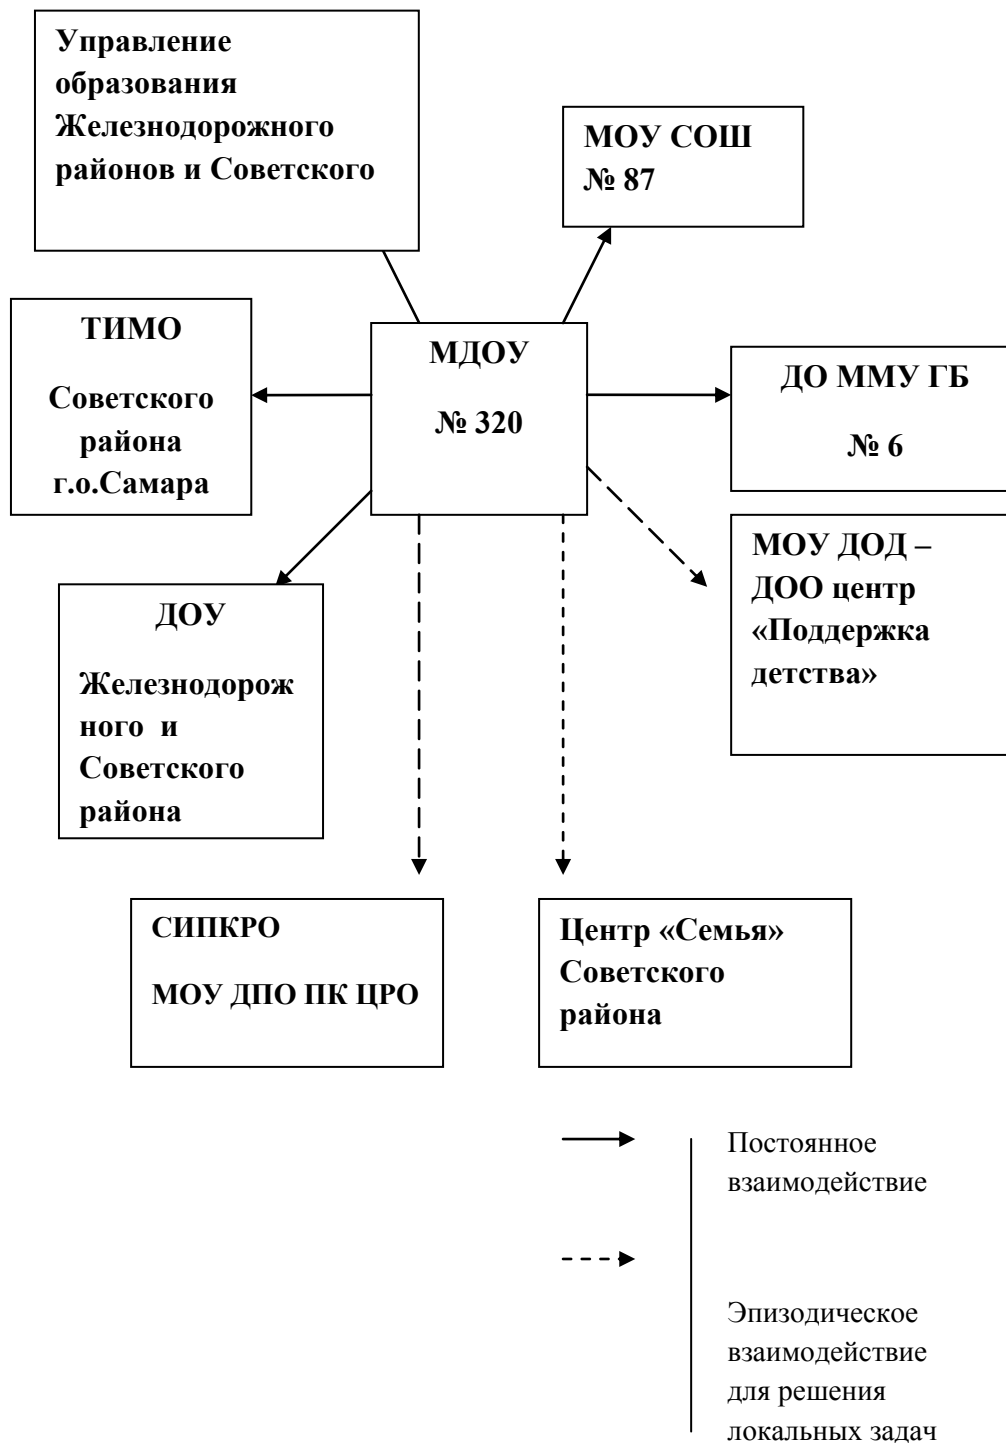 Управление
образования
Железнодорожного
районов и Советского
МОУ СОШ
№ 87
ТИМО
Советского
района
г.о.Самара
МДОУ
№ 320
ДО ММУ ГБ
№ 6
МОУ ДОД –
ДОО центр
«Поддержка
детства»
ДОУ
Железнодорож
ного и
Советского
района
СИПКРО
МОУ ДПО ПК ЦРО
Центр «Семья»
Советского
района
Постоянное
взаимодействие
Эпизодическое
взаимодействие
для решения
локальных задач